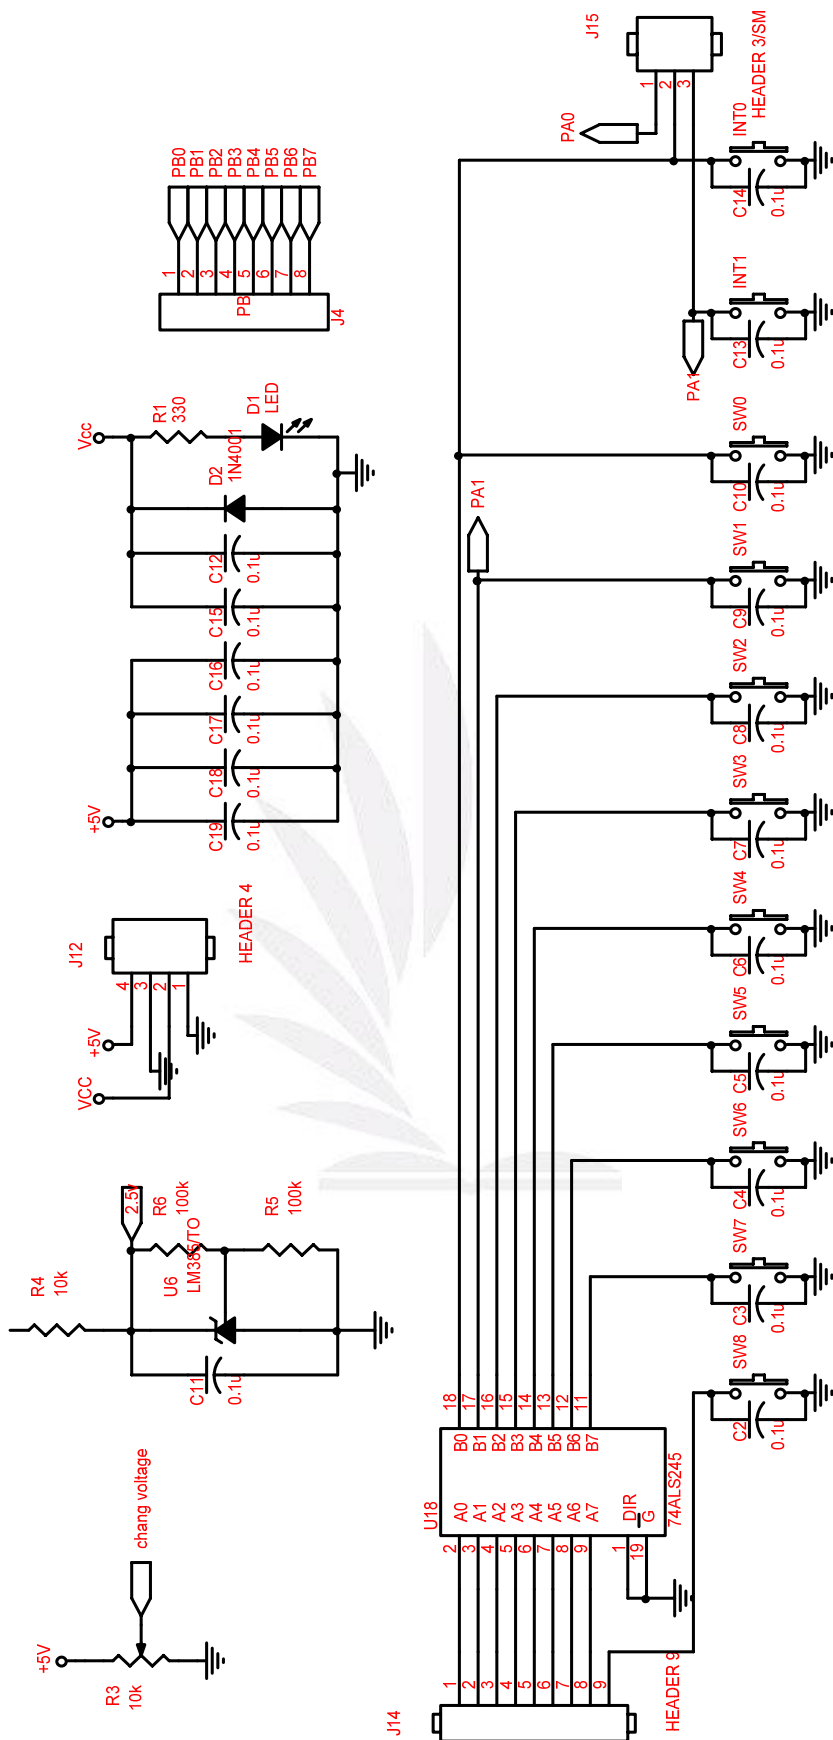 J15
HEADER 3/SM
1
2
3
PA0
INT0
C14
0.1u
INT1
C13
0.1u
PA1
PB0
PB1
PB2
PB3
PB4
PB5
PB6
PB7
1
2
3
4
5
6
7
8
PB
J4
Vcc
R1
330
D1
LED
D2
1N4001
C12
0.1u
C15
0.1u
C16
0.1u
C17
0.1u
C18
0.1u
C19
0.1u
+5V
SW0
C10
0.1u
PA1
SW1
C9
0.1u
SW2
C8
0.1u
SW3
C7
0.1u
SW4
C6
0.1u
SW5
C5
0.1u
SW6
C4
0.1u
SW7
C3
0.1u
SW8
C2
0.1u
J12
HEADER 4
4
3
2
1
+5V
VCC
2.5v
R6
100k
R5
100k
U6
LM385/TO
R4
10k
C11
0.1u
chang voltage
+5V
R3
10k
U18
74ALS245
18
17
16
15
14
13
12
11
B0
B1
B2
B3
B4
B5
B6
B7
A0
A1
A2
A3
A4
A5
A6
A7
DIR
G
2
3
4
5
6
7
8
9
1
19
J14
HEADER 9
1
2
3
4
5
6
7
8
9